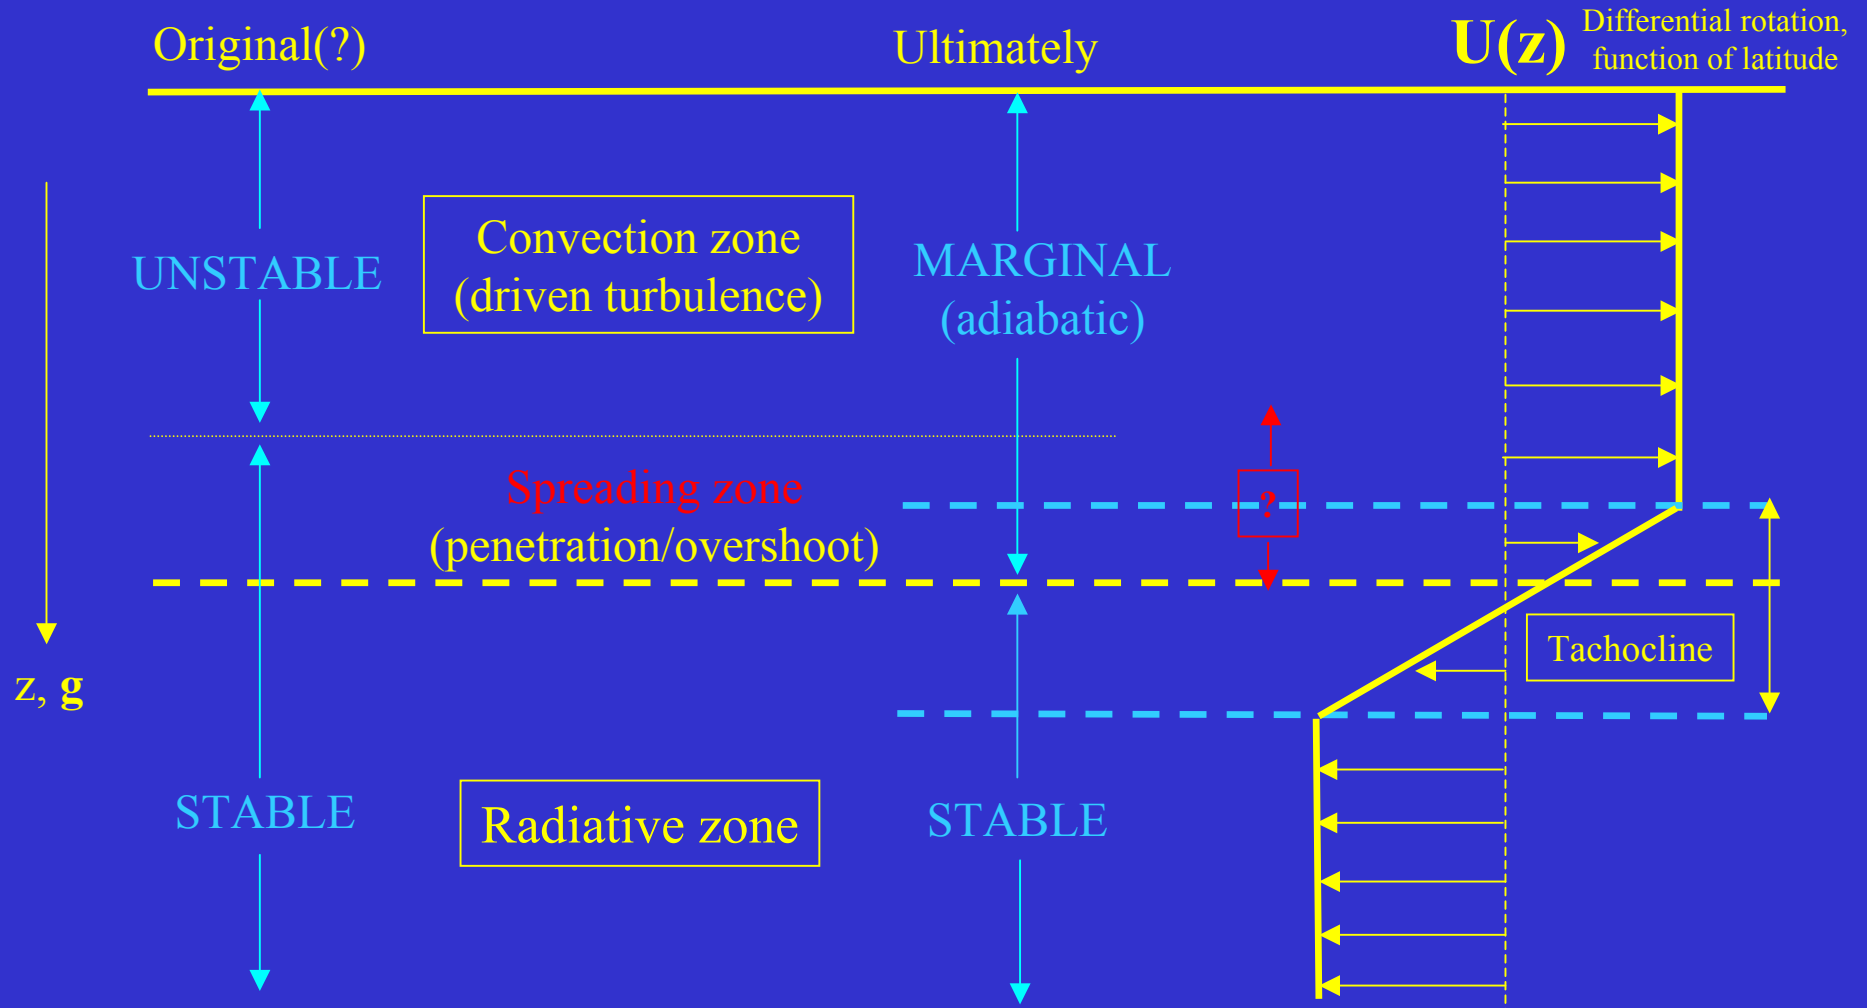 Original(?)
Ultimately
U(z)
Differential rotation,
function of latitude
Convection zone
(driven turbulence)
UNSTABLE
MARGINAL
(adiabatic)
Spreading zone
(penetration/overshoot)
?
Tachocline
z, g
STABLE
Radiative zone
STABLE